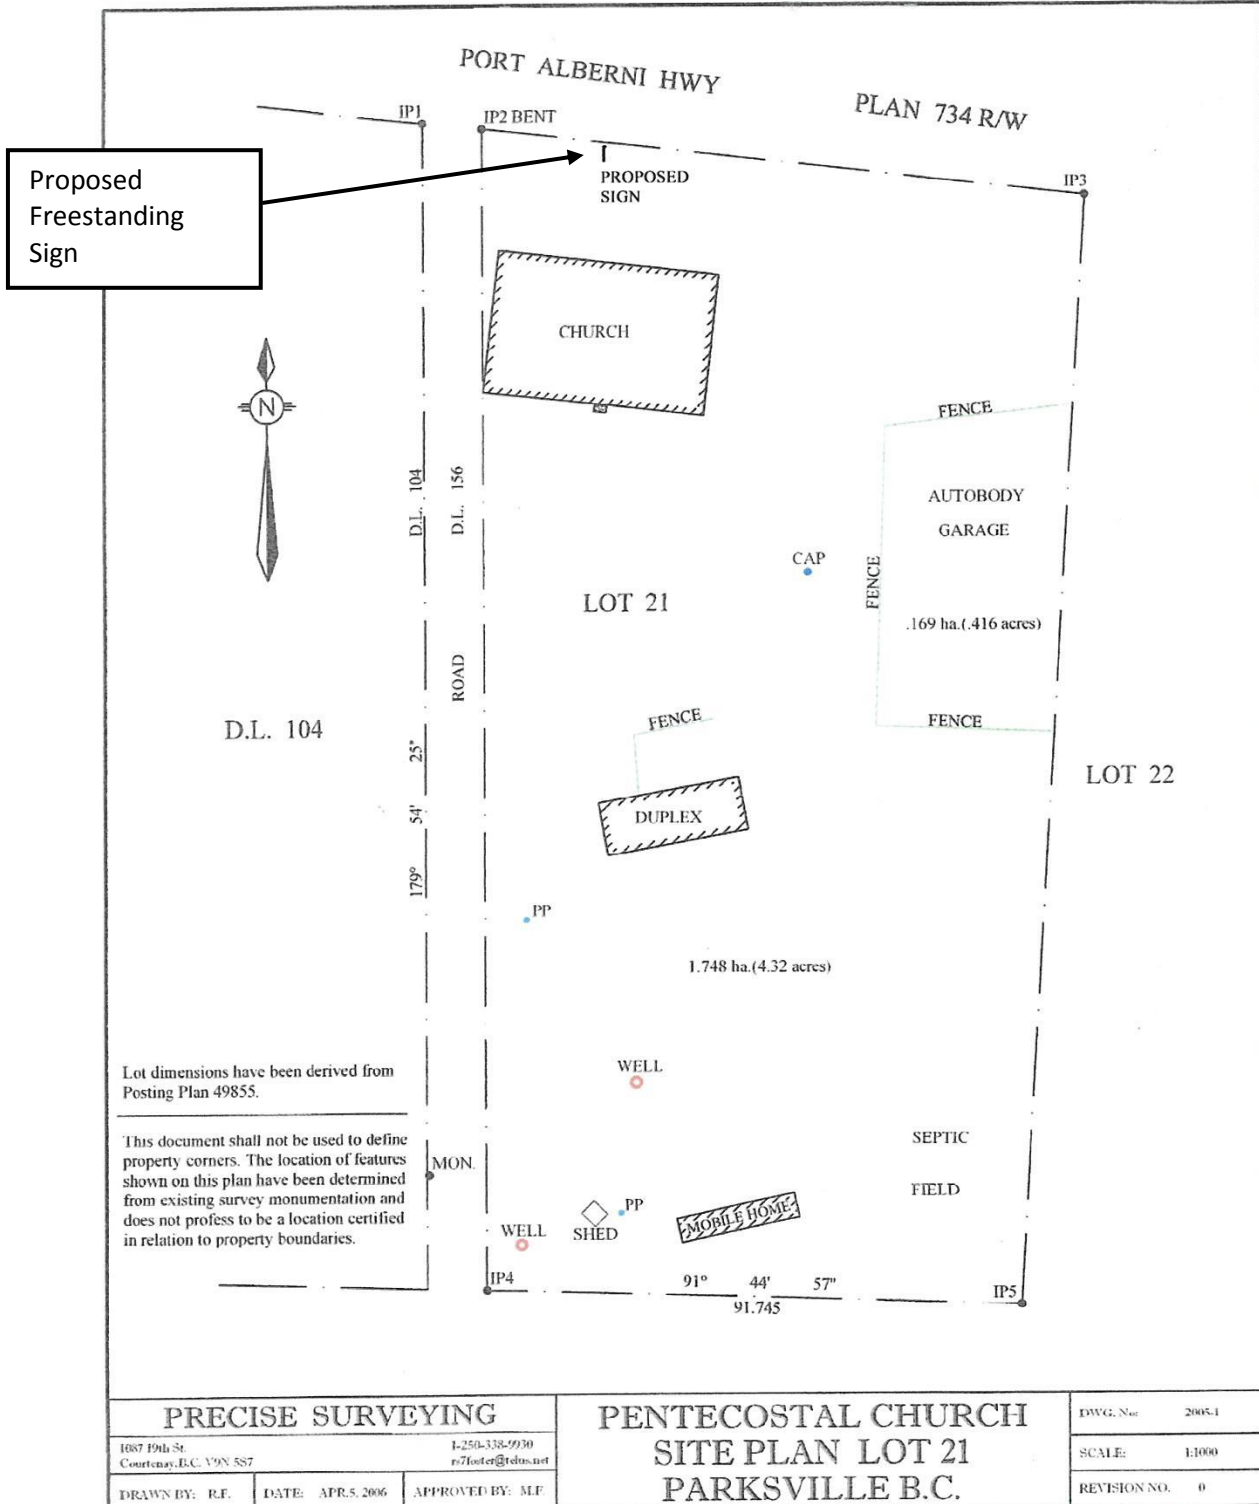 PORT ALBERNI HWY
PLAN 734 R/W
IP1
IP2 BENT
IP3
Proposed
Freestanding
Sign
PROPOSED
SIGN
CHURCH
N
FENCE
AUTOBODY
GARAGE
D.L. 104
D.L. 156
CAP
FENCE
LOT 21
.169 ha.(.416 acres)
ROAD
FENCE
FENCE
D.L. 104
179° 54' 25"
LOT 22
DUPLEX
PP
1.748 ha.(4.32 acres)
WELL
Lot dimensions have been derived from
Posting Plan 49855.
This document shall not be used to define
property corners. The location of features
shown on this plan have been determined
from existing survey monumentation and
does not profess to be a location certified
in relation to property boundaries.
MON.
SEPTIC
FIELD
PP
MOBILE HOME
WELL
SHED
IP4
91° 44' 57"
91.745
IP5
PRECISE SURVEYING
1087 19th St.
Courtenay,B.C. V9N 5S7
1-250-338-9930
rs7foster@telus.net
DRAWN BY: R.F.
DATE: APR.5, 2006
APPROVED BY: M.F
PENTECOSTAL CHURCH
SITE PLAN LOT 21
PARKSVILLE B.C.
DWG. No: 2005-1
SCALE: 1:1000
REVISION NO. 0